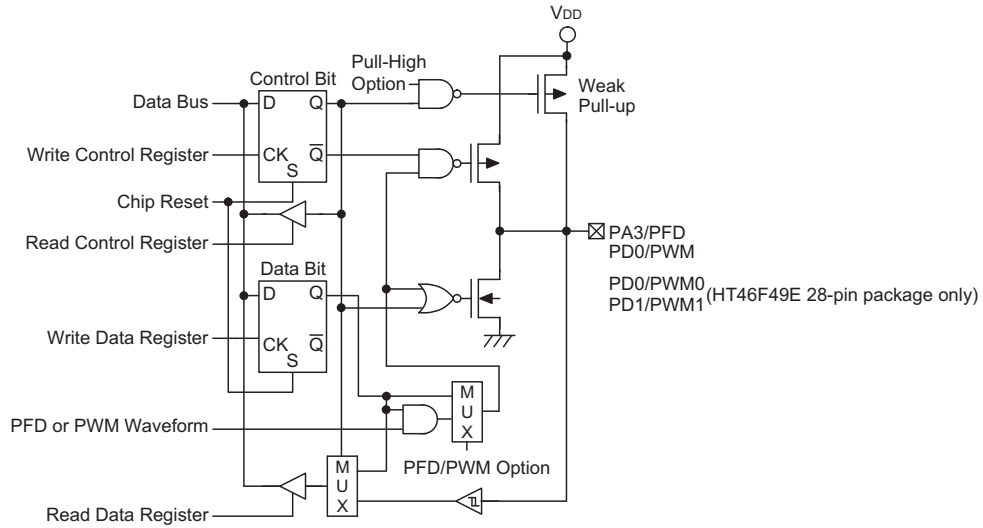 VDD
Pull-High
Option
Control Bit
Weak
Pull-up
Data Bus
D
Q
Write Control Register
CK
Q̅
S
Chip Reset
Read Control Register
PA3/PFD
PD0/PWM
PD0/PWM0
PD1/PWM1
(HT46F49E 28-pin package only)
Data Bit
D
Q
Write Data Register
CK
Q̅
S
M
U
X
PFD or PWM Waveform
PFD/PWM Option
M
U
X
Read Data Register